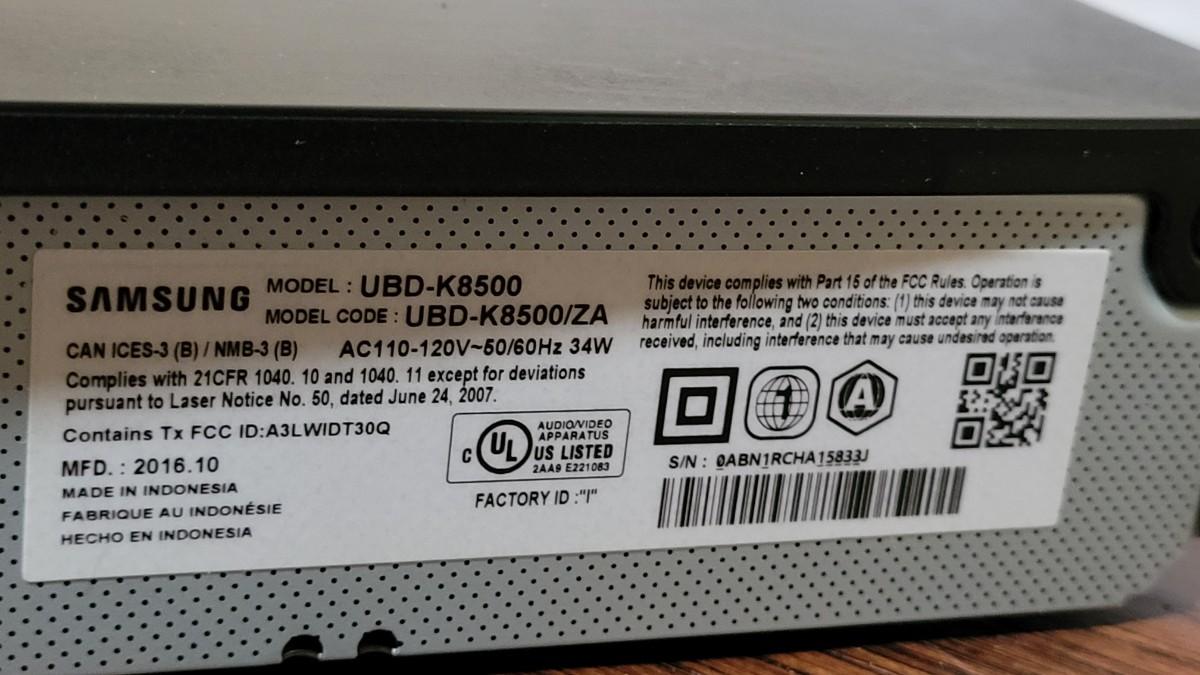 SAMSUNG
MODEL : UBD-K8500
MODEL CODE : UBD-K8500/ZA
CAN ICES-3 (B) / NMB-3 (B) AC110-120V~50/60Hz 34W
Complies with 21CFR 1040. 10 and 1040. 11 except for deviations
pursuant to Laser Notice No. 50, dated June 24, 2007.
Contains Tx FCC ID:A3LWIDT30Q
MFD. : 2016.10
MADE IN INDONESIA
FABRIQUE AU INDONÉSIE
HECHO EN INDONESIA
C UL US LISTED
AUDIO/VIDEO
APPARATUS
2AA9 E221083
FACTORY ID :"I"
This device complies with Part 15 of the FCC Rules. Operation is
subject to the following two conditions: (1) this device may not cause
harmful interference, and (2) this device must accept any interference
received, including interference that may cause undesired operation.
1
A
S/N : 0ABN1RCHA15833J